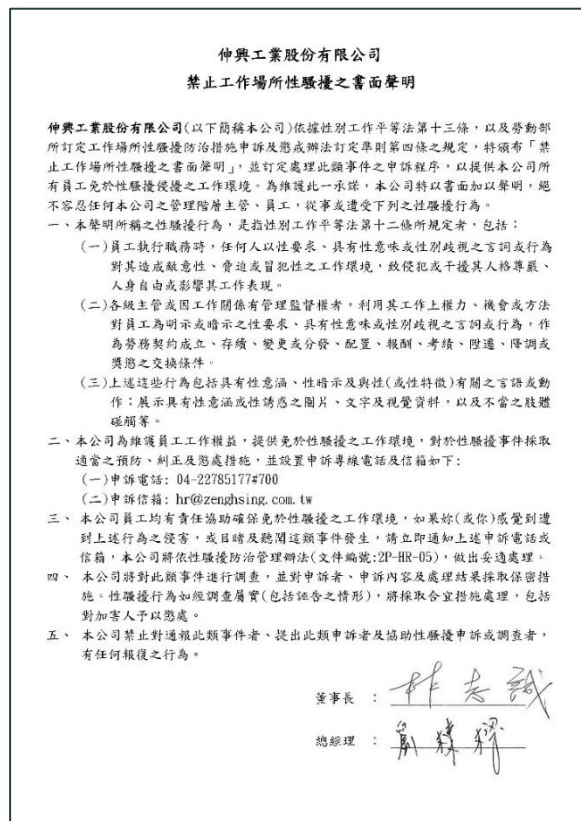 伸興工業股份有限公司
禁止工作場所性騷擾之書面聲明
伸興工業股份有限公司(以下簡稱本公司)依據性別工作平等法第十三條，以及勞動部
所訂定工作場所性騷擾防治措施申訴及懲戒辦法訂定準則第四條之規定，特頒布「禁
止工作場所性騷擾之書面聲明」，並訂定處理此類事件之申訴程序，以提供本公司所
有員工免於性騷擾侵擾之工作環境。為維護此一承諾，本公司特以書面加以聲明，絕
不容忍任何本公司之管理階層主管、員工，從事或遭受下列之性騷擾行為。
一、本聲明所稱之性騷擾行為，是指性別工作平等法第十二條所規定者，包括：
(一)員工執行職務時，任何人以性要求、具有性意味或性別歧視之言詞或行為
對其造成敵意性、脅迫或冒犯性之工作環境，致侵犯或干擾其人格尊嚴、
人身自由或影響其工作表現。
(二)各級主管或因工作關係有管理監督權者，利用其工作上權力、機會或方法
對員工為明示或暗示之性要求、具有性意味或性別歧視之言詞或行為，作
為勞務契約成立、存續、變更或分發、配置、報酬、考績、陞遷、降調或
獎懲之交換條件。
(三)上述這些行為包括具有性意涵、性暗示及與性(或性特徵)有關之言語或動
作；展示具有性意涵或性誘惑之圖片、文字及視覺資料，以及不當之肢體
碰觸等。
二、本公司為維護員工工作權益，提供免於性騷擾之工作環境，對於性騷擾事件採取
適當之預防、糾正及懲處措施，並設置申訴專線電話及信箱如下：
(一)申訴電話: 04-22785177#700
(二)申訴信箱: hr@zenghsing.com.tw
三、 本公司員工均有責任協助確保免於性騷擾之工作環境，如果妳(或你)感覺到遭
到上述行為之侵害，或目睹及聽聞這類事件發生，請立即通知上述申訴電話
或信箱，本公司將依性騷擾防治管理辦法(文件編號:2P-HR-05)，做出妥適處理。
四、 本公司將對此類事件進行調查，並對申訴者、申訴內容及處理結果採取保密措
施。性騷擾行為如經調查屬實(包括誣告之情形)，將採取合宜措施處理，包括
對加害人予以懲處。
五、 本公司禁止對通報此類事件者、提出此類申訴者及協助性騷擾申訴或調查者，
有任何報復之行為。
董事長 ： 林志誠
總經理 ：